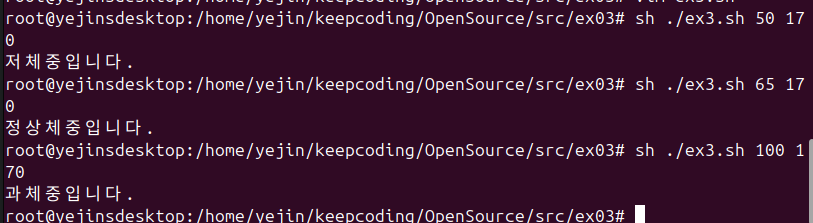 root@yejinsdesktop:/home/yejin/keepcoding/OpenSource/src/ex03# sh ./ex3.sh 50 17
0
저체중입니다.
root@yejinsdesktop:/home/yejin/keepcoding/OpenSource/src/ex03# sh ./ex3.sh 65 17
0
정상체중입니다.
root@yejinsdesktop:/home/yejin/keepcoding/OpenSource/src/ex03# sh ./ex3.sh 100 1
70
과체중입니다.
root@yejinsdesktop:/home/yejin/keepcoding/OpenSource/src/ex03#